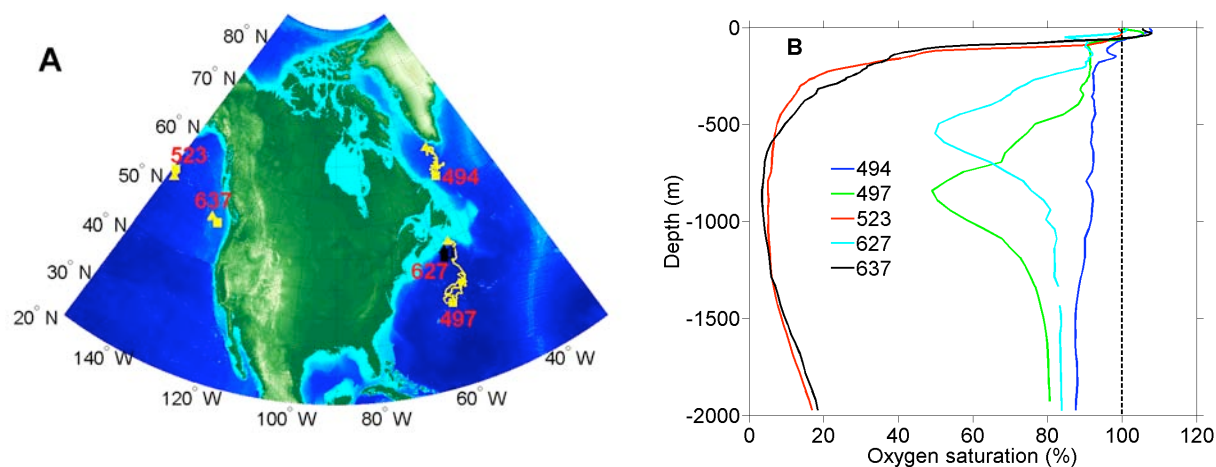 A
80° N
70° N
60° N
50° N
40° N
30° N
20° N
140° W
120° W
100° W
80° W
60° W
40° W
523
637
494
627
497
B
0
-500
-1000
-1500
-2000
Depth (m)
494
497
523
627
637
0 20 40 60 80 100 120
Oxygen saturation (%)